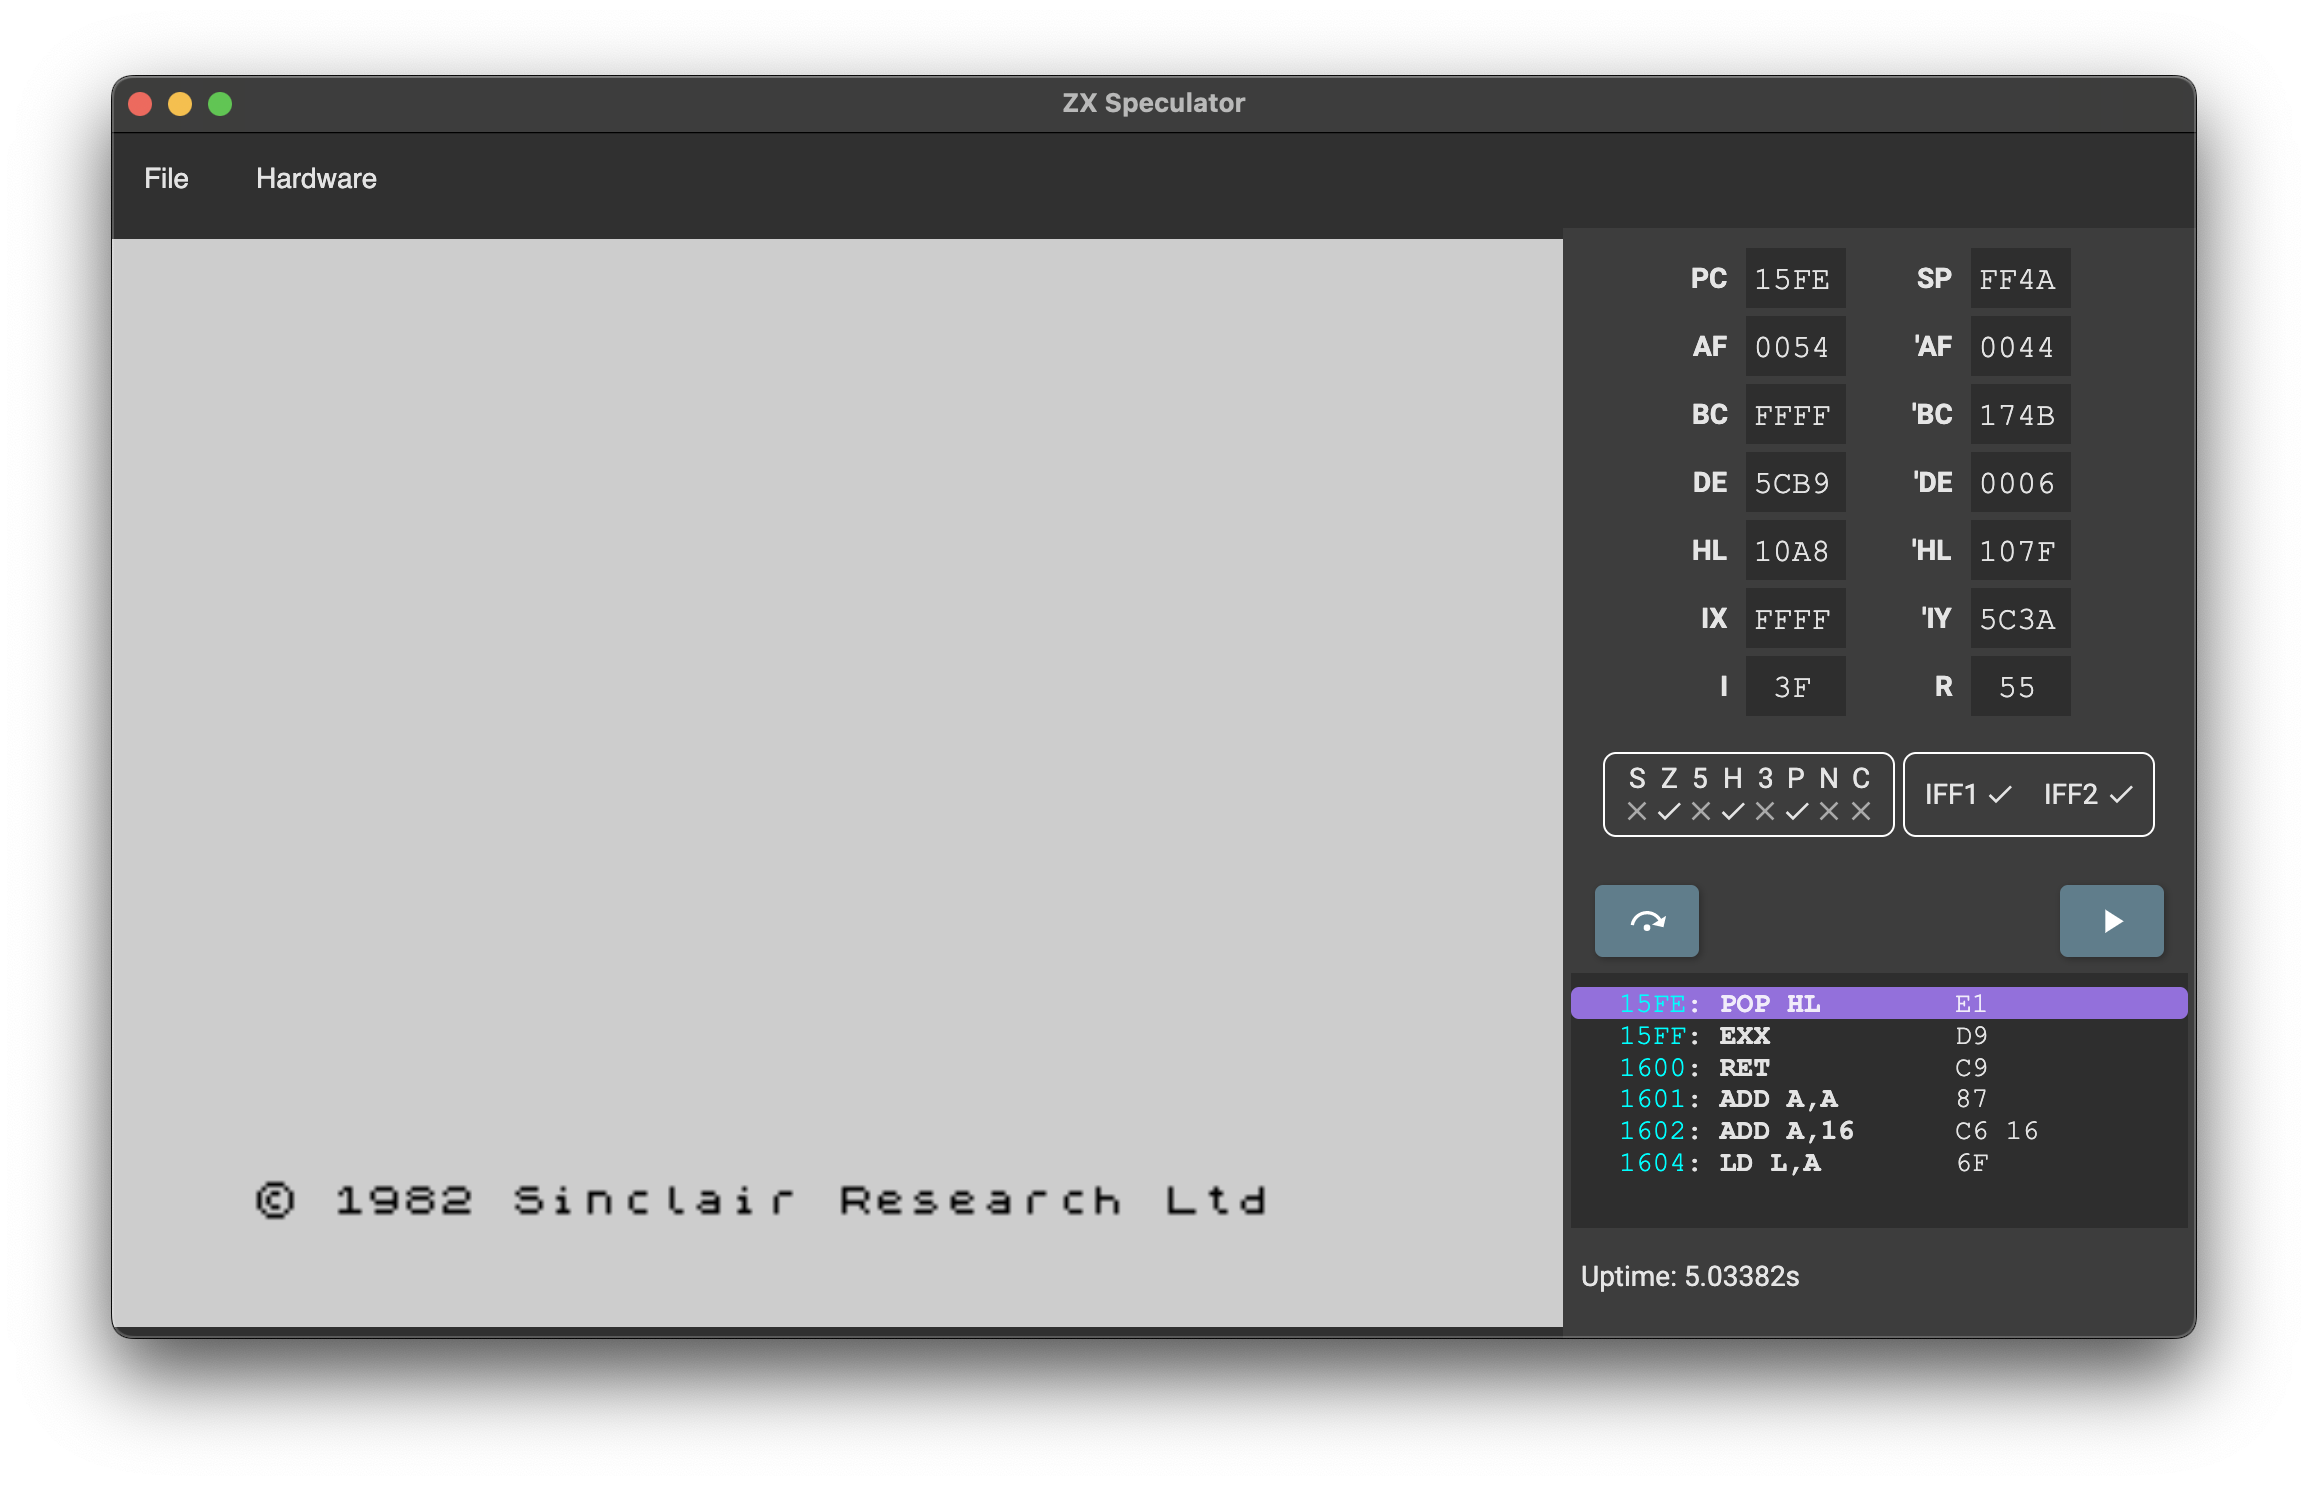 ZX Speculator
File Hardware
PC 15FE SP FF4A
AF 0054 'AF 0044
BC FFFF 'BC 174B
DE 5CB9 'DE 0006
HL 10A8 'HL 107F
IX FFFF 'IY 5C3A
I 3F R 55
S Z 5 H 3 P N C
IFF1 IFF2
15FE: POP HL E1
15FF: EXX D9
1600: RET C9
1601: ADD A,A 87
1602: ADD A,16 C6 16
1604: LD L,A 6F
© 1982 Sinclair Research Ltd
Uptime: 5.03382s